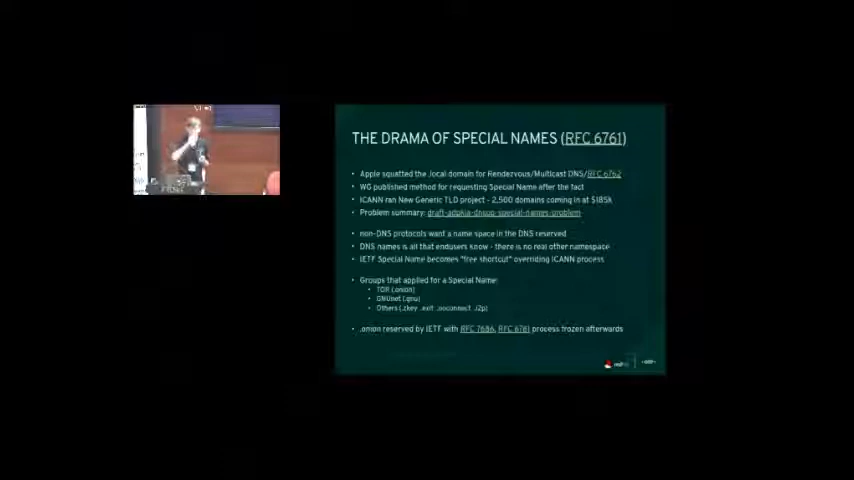 THE DRAMA OF SPECIAL NAMES (RFC 6761)
• Apple squatted the .local domain for Rendezvous/Multicast DNS/RFC 6762
• WG published method for requesting Special Name after the fact
• ICANN ran New Generic TLD project - 2,500 domains coming in at $185k
• Problem summary: draft-adpkja-dnsop-special-names-problem
• non-DNS protocols want a name space in the DNS reserved
• DNS names is all that endusers know - there is no real other namespace
• IETF Special Name becomes "free shortcut" overriding ICANN process
• Groups that applied for a Special Name:
• TOR (.onion)
• GNUnet (.gnu)
• Others (.zkey .exit .i2p)
• .onion reserved by IETF with RFC 7686, RFC 6761 process frozen afterwards